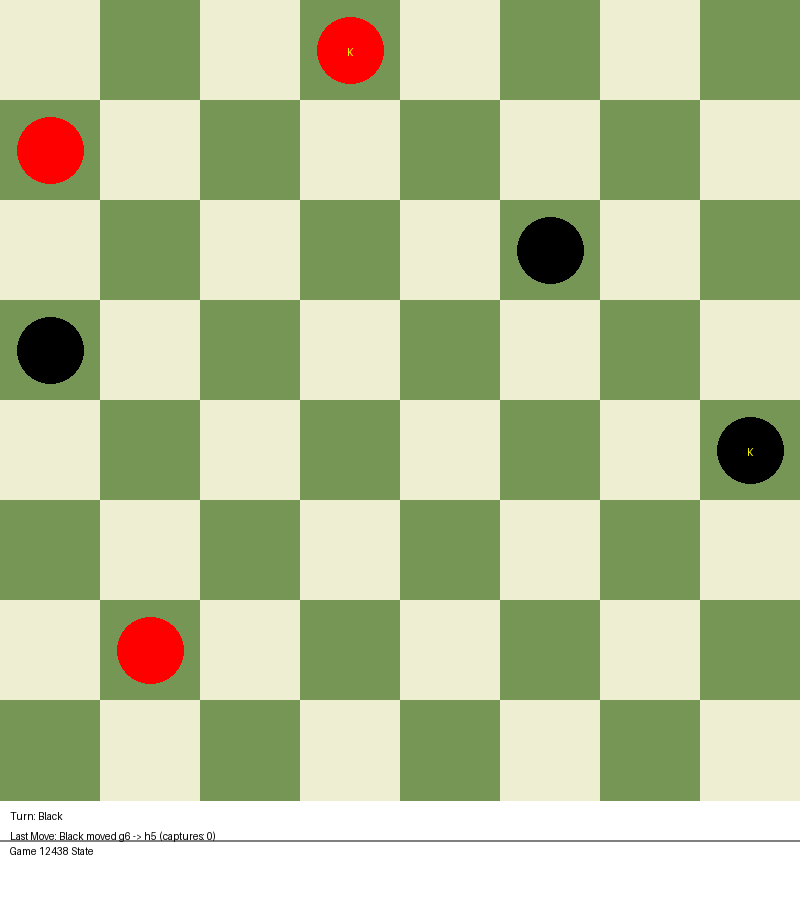 K
K
Turn: Black
Last Move: Black moved g6 -> h5 (captures: 0)
Game 12438 State